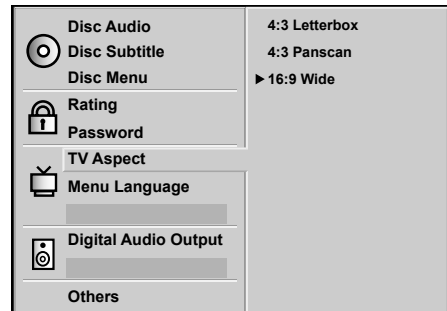 Disc Audio
Disc Subtitle
Disc Menu
Rating
Password
TV Aspect
Menu Language
Digital Audio Output
Others
4:3 Letterbox
4:3 Panscan
16:9 Wide